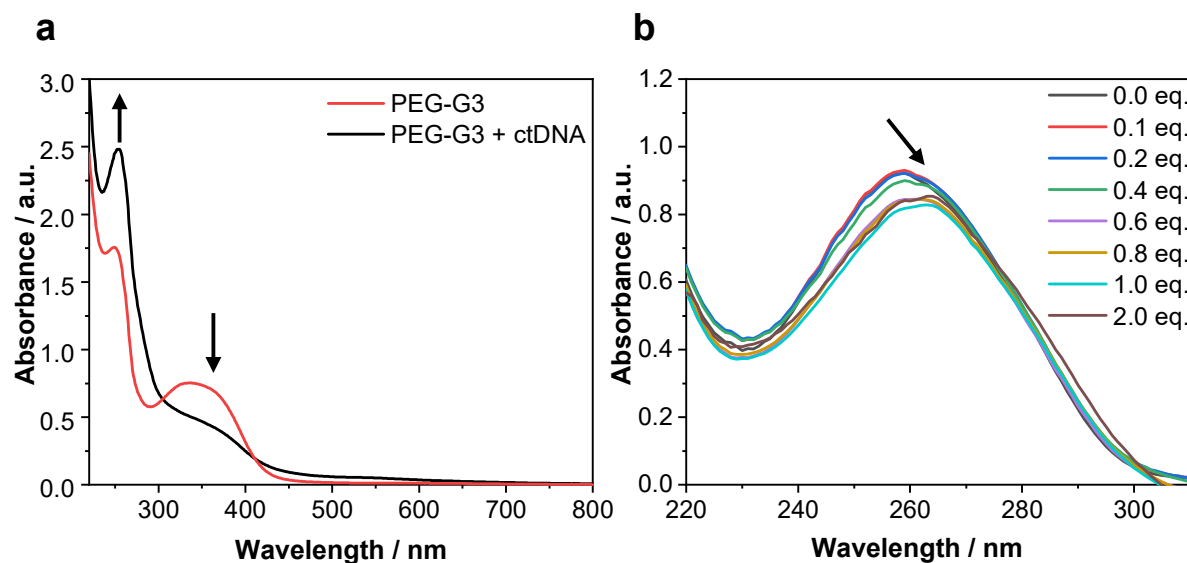 a
3.0
2.5
2.0
1.5
1.0
0.5
0.0
Absorbance / a.u.
PEG-G3
PEG-G3 + ctDNA
300 400 500 600 700 800
Wavelength / nm
b
1.2
1.0
0.8
0.6
0.4
0.2
0.0
Absorbance / a.u.
0.0 eq.
0.1 eq.
0.2 eq.
0.4 eq.
0.6 eq.
0.8 eq.
1.0 eq.
2.0 eq.
220 240 260 280 300
Wavelength / nm